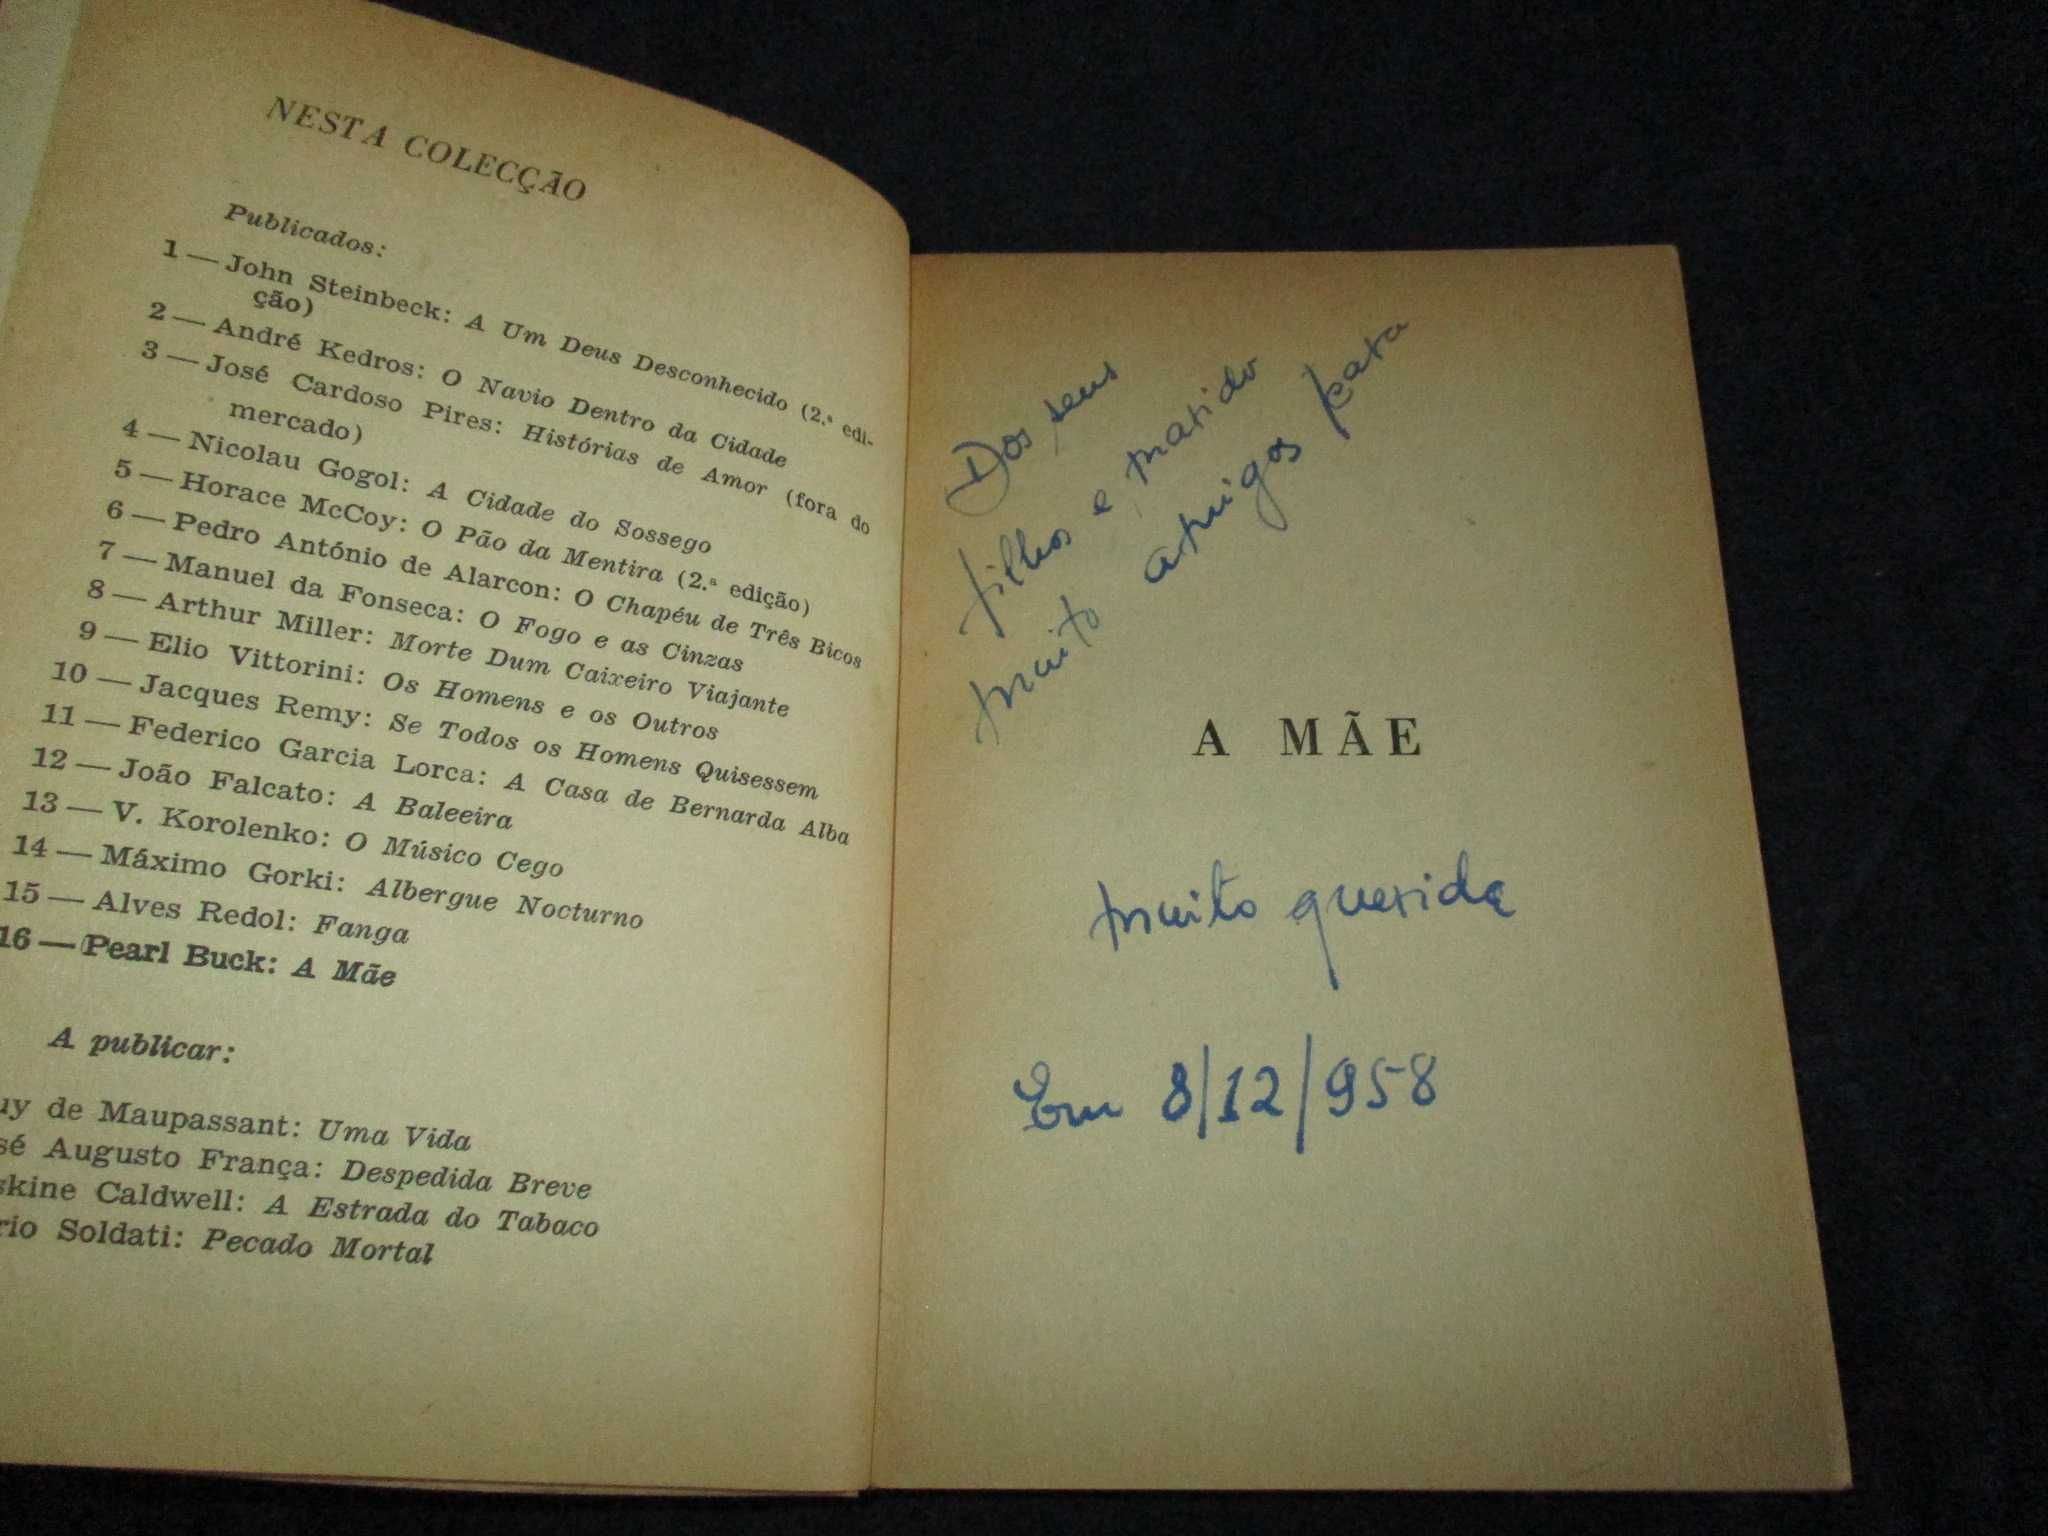 NESTA COLECÇÃO
Publicados:
1 — John Steinbeck: A Um Deus Desconhecido (2.ª edi-
ção)
2 — André Kedros: O Navio Dentro da Cidade
3 — José Cardoso Pires: Histórias de Amor (fora do
mercado)
4 — Nicolau Gogol: A Cidade do Sossego
5 — Horace McCoy: O Pão da Mentira (2.ª edição)
6 — Pedro António de Alarcon: O Chapéu de Três Bicos
7 — Manuel da Fonseca: O Fogo e as Cinzas
8 — Arthur Miller: Morte Dum Caixeiro Viajante
9 — Elio Vittorini: Os Homens e os Outros
10 — Jacques Remy: Se Todos os Homens Quisessem
11 — Federico Garcia Lorca: A Casa de Bernarda Alba
12 — João Falcato: A Baleeira
13 — V. Korolenko: O Músico Cego
14 — Máximo Gorki: Albergue Nocturno
15 — Alves Redol: Fanga
16 — Pearl Buck: A Mãe
A publicar:
uy de Maupassant: Uma Vida
sé Augusto França: Despedida Breve
skine Caldwell: A Estrada do Tabaco
rio Soldati: Pecado Mortal
Dos seus
filhos e marido
muito amigos para
A MÃE
muito querida
Em 8/12/958